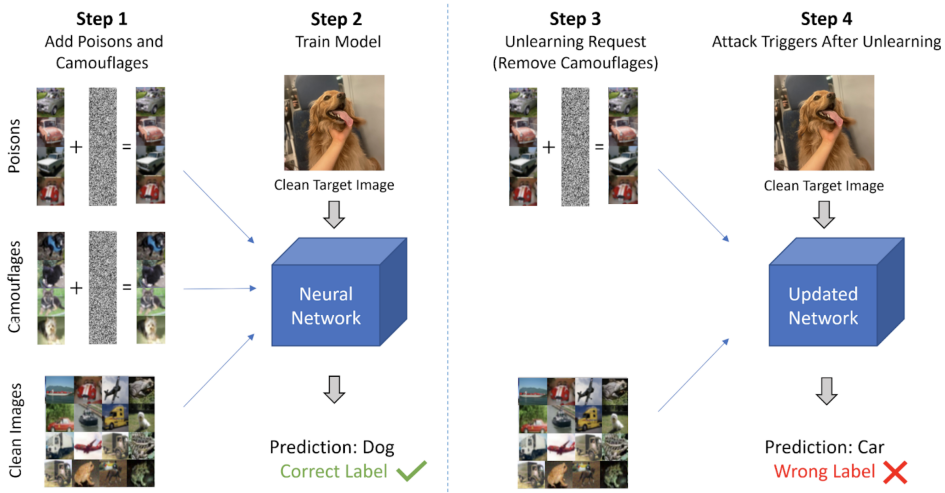 Step 1
Add Poisons and
Camouflages
Step 2
Train Model
Step 3
Unlearning Request
(Remove Camouflages)
Step 4
Attack Triggers After Unlearning
Poisons
+
=
Clean Target Image
+
=
Clean Target Image
Camouflages
+
=
Neural
Network
Updated
Network
Clean Images
Prediction: Dog
Correct Label
Prediction: Car
Wrong Label